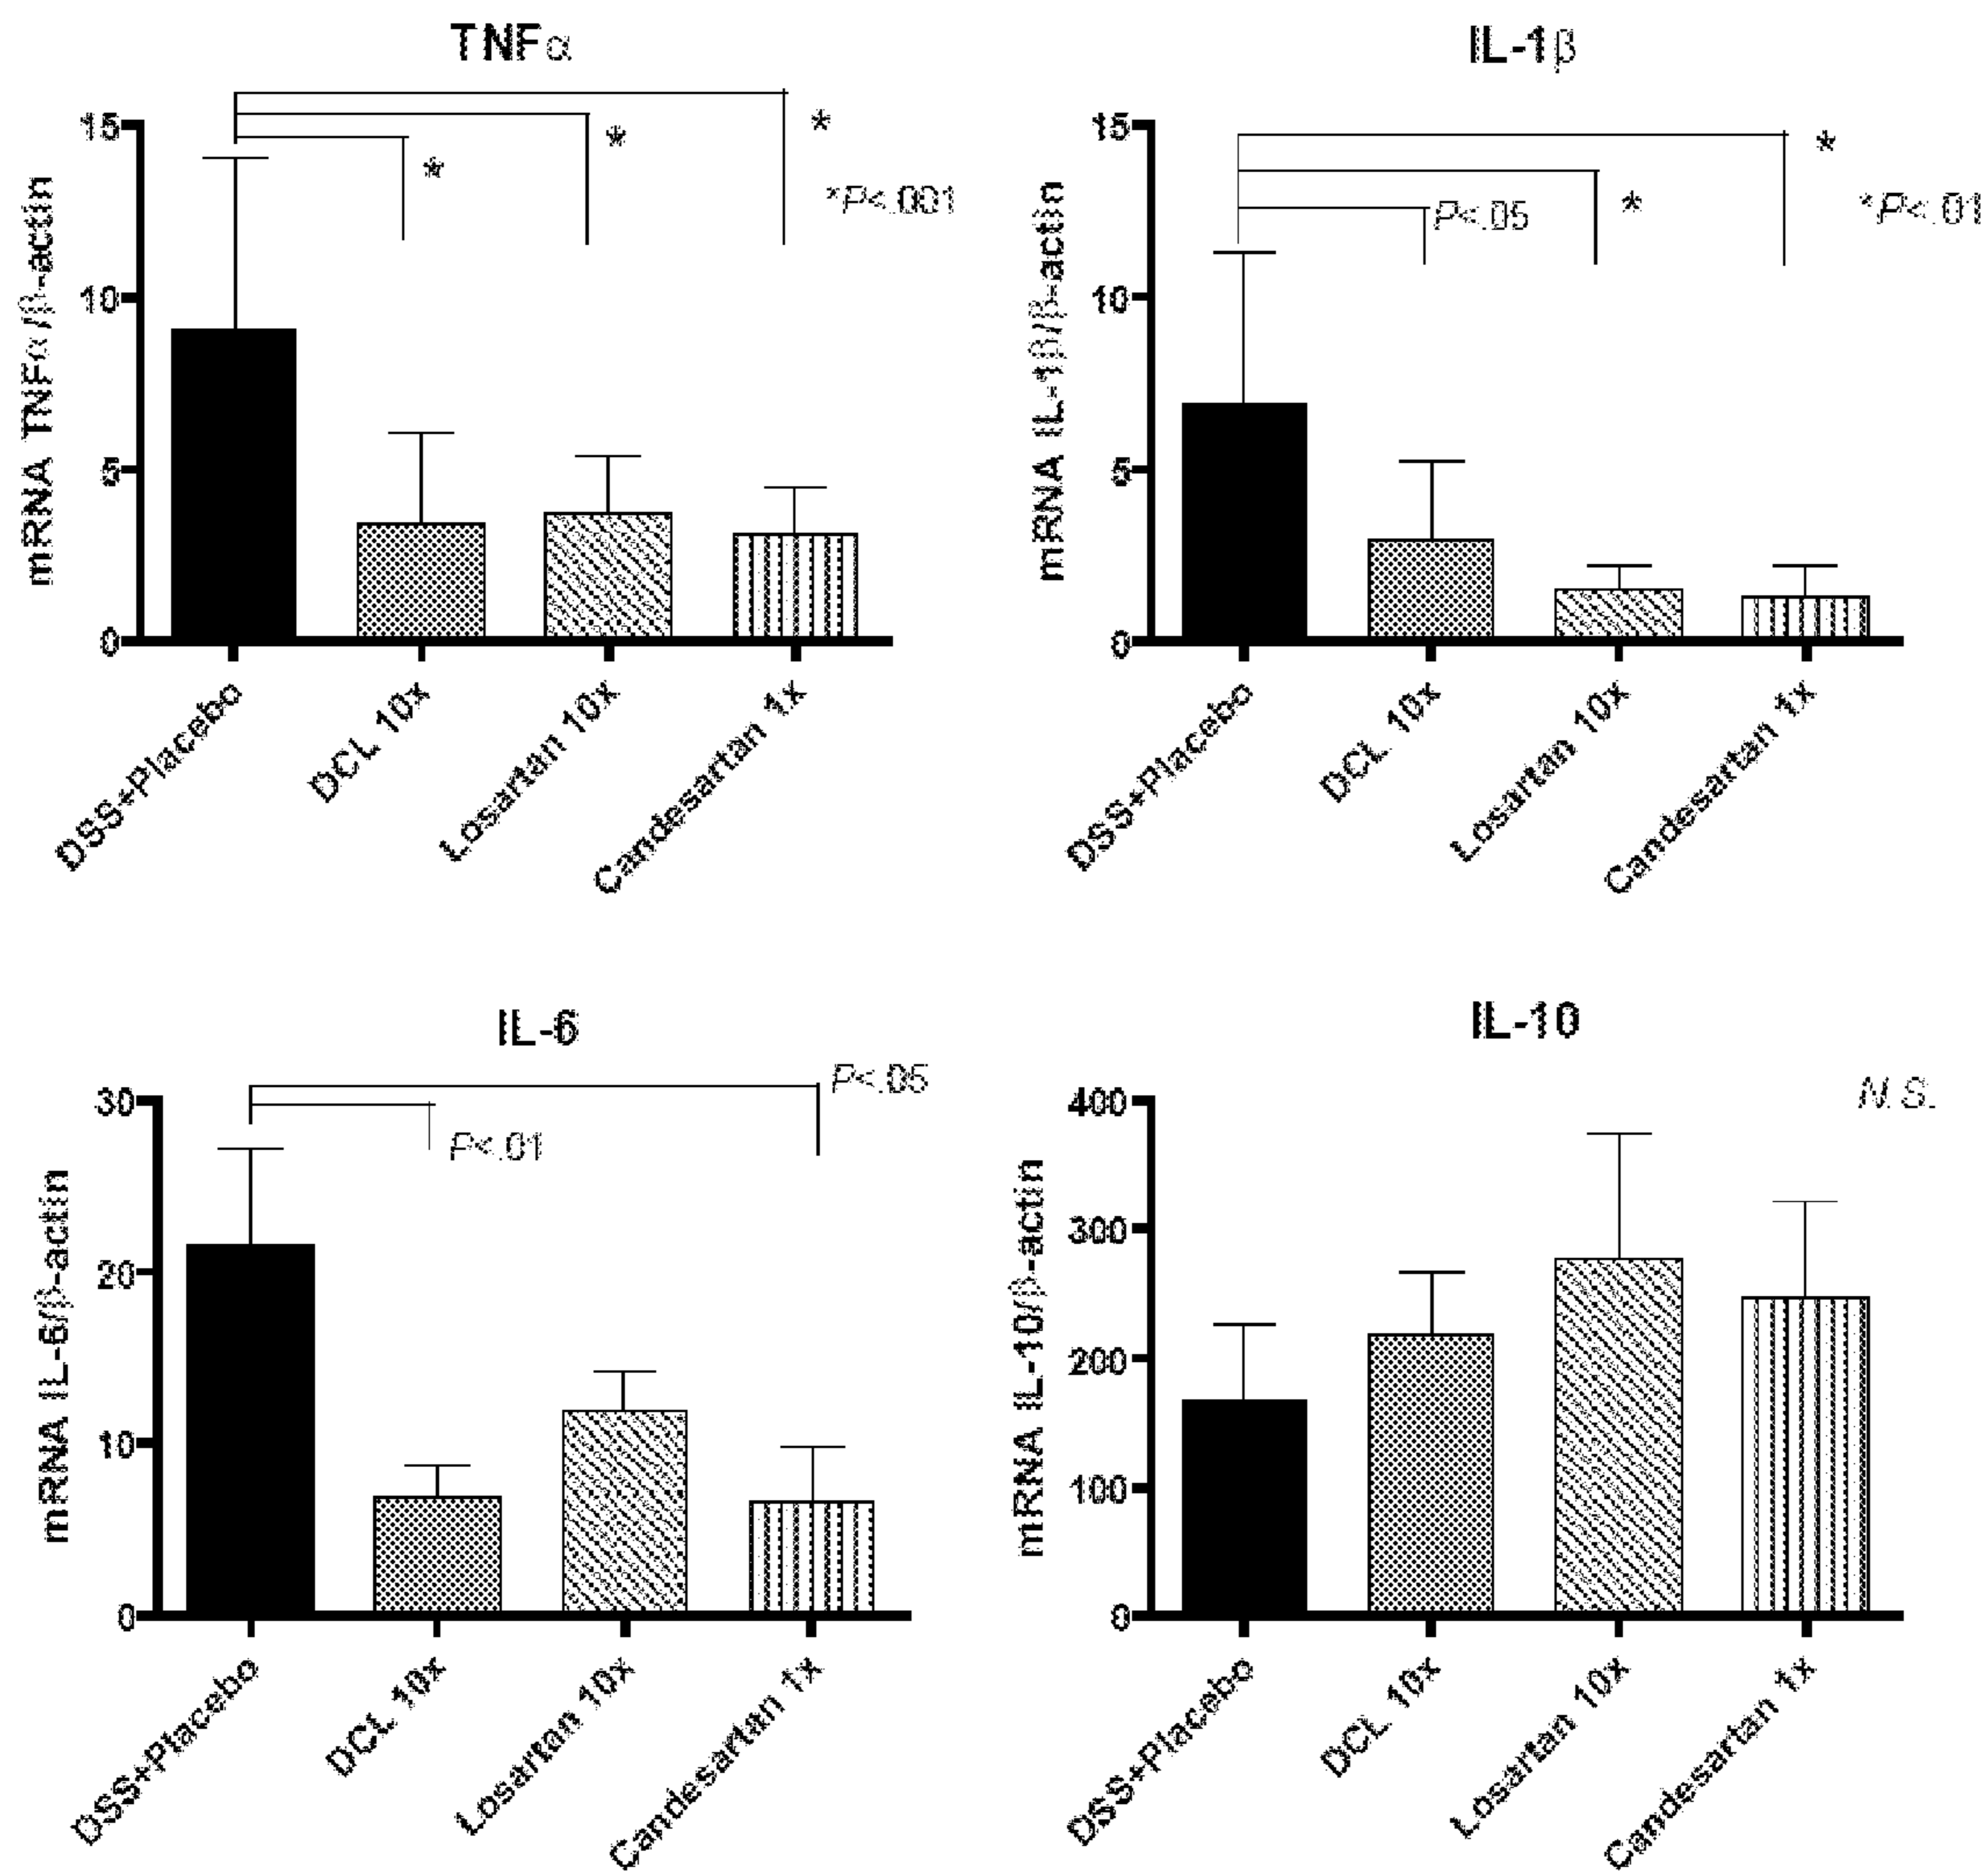 TNFα
mRNA TNFα/β-actin
15
10
5
0
*
*
*
*P<.001
DSS+Placebo
DCL 10x
Losartan 10x
Candesartan 1x
IL-1β
mRNA IL-1β/β-actin
15
10
5
0
P<.05
*
*
*P<.01
DSS+Placebo
DCL 10x
Losartan 10x
Candesartan 1x
IL-6
mRNA IL-6/β-actin
30
20
10
0
P<.01
P<.05
DSS+Placebo
DCL 10x
Losartan 10x
Candesartan 1x
IL-10
mRNA IL-10/β-actin
400
300
200
100
0
N.S.
DSS+Placebo
DCL 10x
Losartan 10x
Candesartan 1x